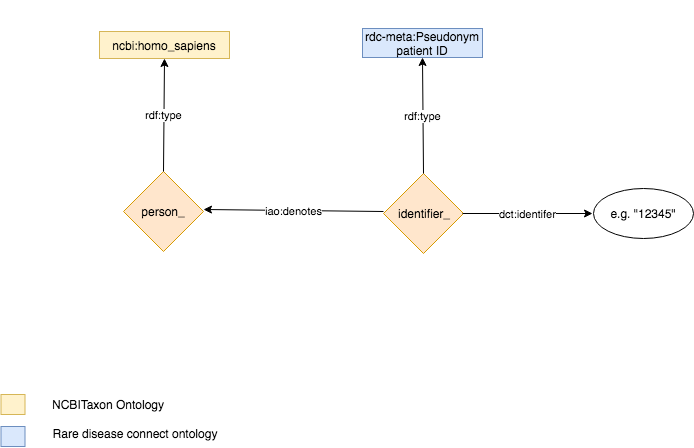 ncbi:homo_sapiens
rdc-meta:Pseudonym
patient ID
rdf:type
rdf:type
person_
iao:denotes
identifier_
dct:identifer
e.g. "12345"
NCBITaxon Ontology
Rare disease connect ontology